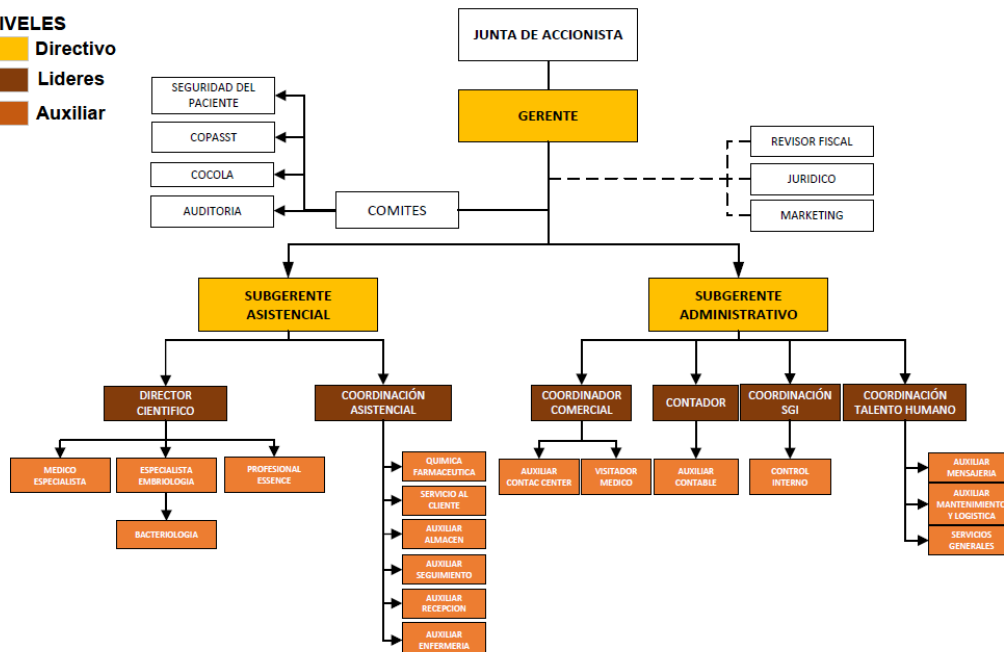 IVELES
Directivo
Lideres
Auxiliar
JUNTA DE ACCIONISTA
GERENTE
SEGURIDAD DEL
PACIENTE
COPASST
COCOLA
AUDITORIA
COMITES
REVISOR FISCAL
JURIDICO
MARKETING
SUBGERENTE
ASISTENCIAL
SUBGERENTE
ADMINISTRATIVO
DIRECTOR
CIENTIFICO
COORDINACIÓN
ASISTENCIAL
COORDINADOR
COMERCIAL
CONTADOR
COORDINACIÓN
SGI
COORDINACIÓN
TALENTO HUMANO
MEDICO
ESPECIALISTA
ESPECIALISTA
EMBRIOLOGIA
PROFESIONAL
ESSENCE
BACTERIOLOGIA
QUIMICA
FARMACEUTICA
SERVICIO AL
CLIENTE
AUXILIAR
ALMACEN
AUXILIAR
SEGUIMIENTO
AUXILIAR
RECEPCION
AUXILIAR
ENFERMERIA
AUXILIAR
CONTAC CENTER
VISITADOR
MEDICO
AUXILIAR
CONTABLE
CONTROL
INTERNO
AUXILIAR
MENSAJERIA
AUXILIAR
MANTENIMIENTO
Y LOGISTICA
SERVICIOS
GENERALES